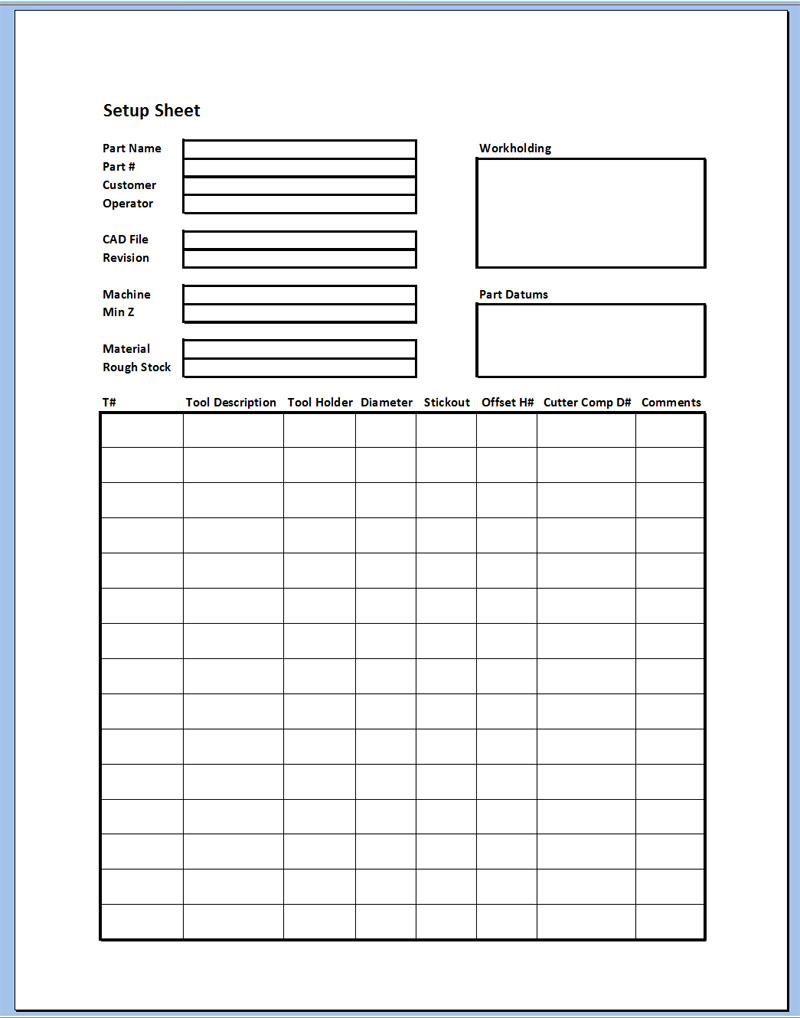 Setup Sheet
Part Name
Part #
Customer
Operator
Workholding
CAD File
Revision
Machine
Min Z
Part Datums
Material
Rough Stock
T# Tool Description Tool Holder Diameter Stickout Offset H# Cutter Comp D# Comments